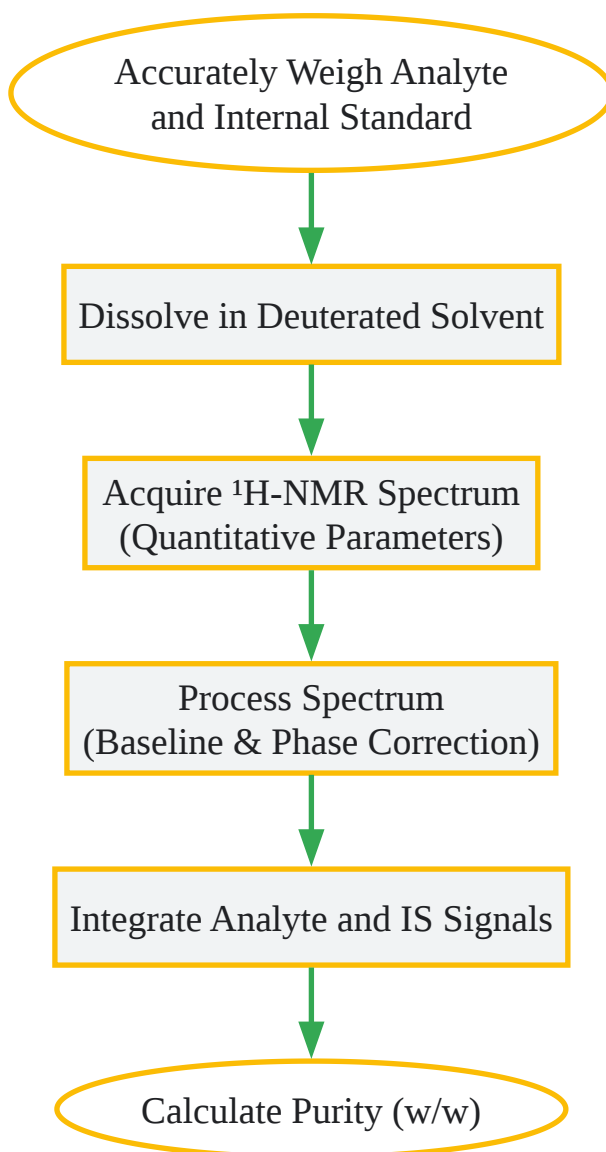 Accurately Weigh Analyte
and Internal Standard
Dissolve in Deuterated Solvent
Acquire ¹H-NMR Spectrum
(Quantitative Parameters)
Process Spectrum
(Baseline & Phase Correction)
Integrate Analyte and IS Signals
Calculate Purity (w/w)